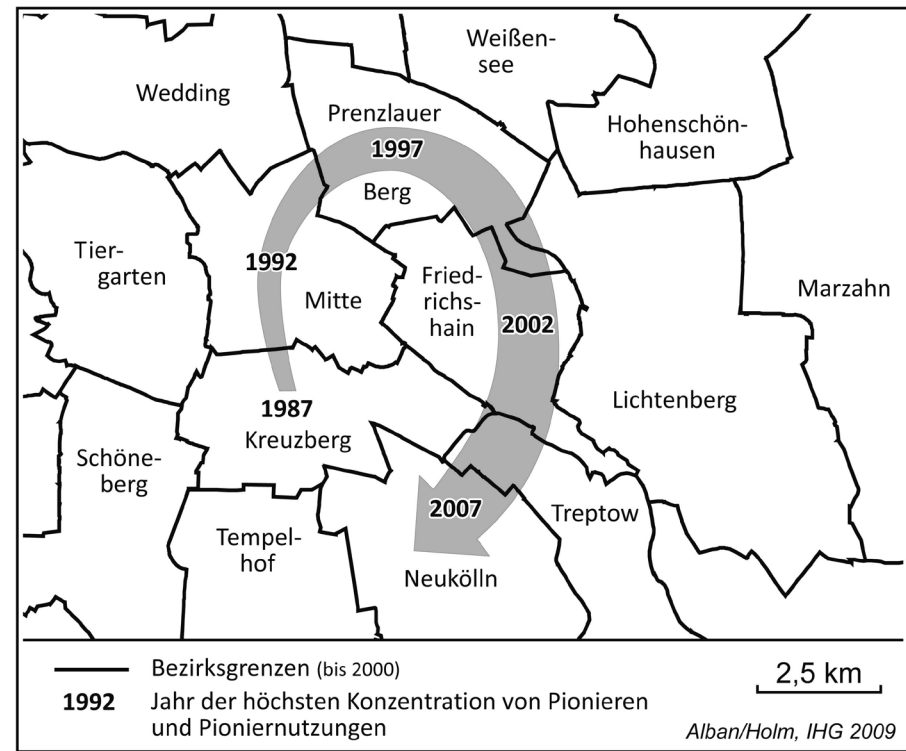 Weißen-
see
Wedding
Prenzlauer
Hohenschön-
hausen
1997
Berg
Tier-
garten
1992
Mitte
Fried-
richs-
hain
2002
Marzahn
1987
Kreuzberg
Lichtenberg
Schöne-
berg
2007
Treptow
Tempel-
hof
Neukölln
Bezirksgrenzen (bis 2000)
2,5 km
1992 Jahr der höchsten Konzentration von Pionieren
und Pioniernutzungen
Alban/Holm, IHG 2009